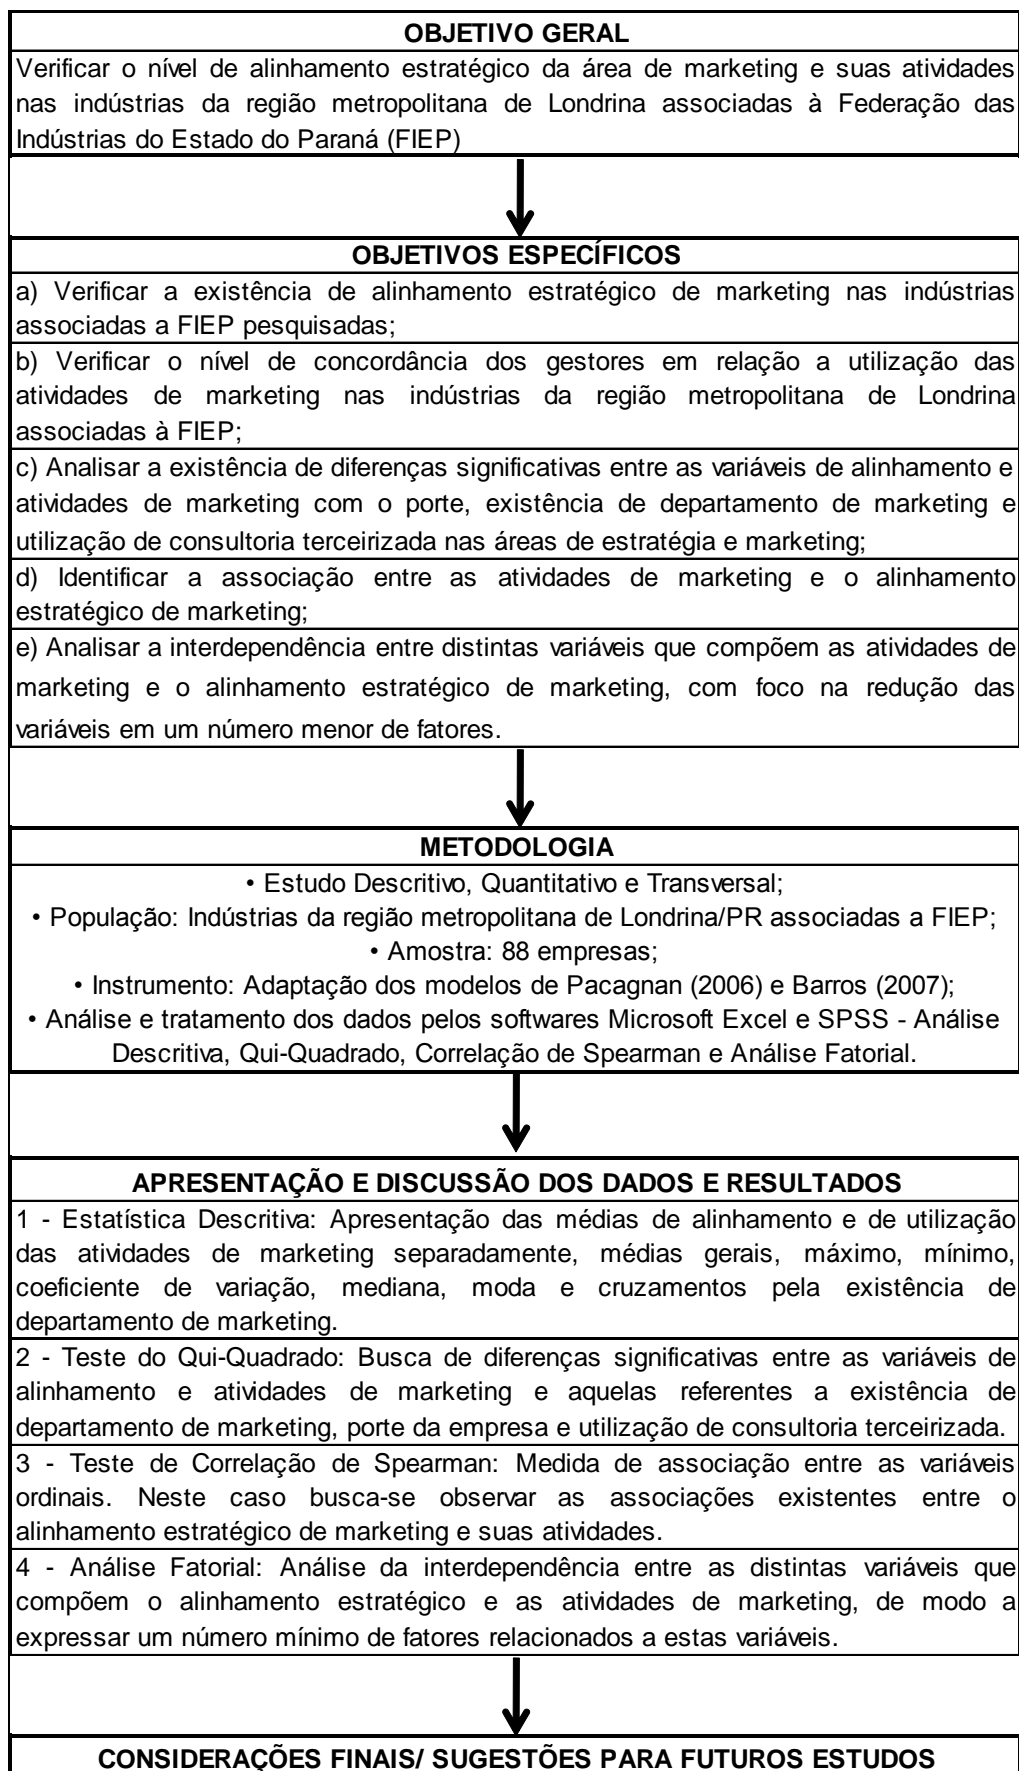 OBJETIVO GERAL
Verificar o nível de alinhamento estratégico da área de marketing e suas atividades
nas indústrias da região metropolitana de Londrina associadas à Federação das
Indústrias do Estado do Paraná (FIEP)
OBJETIVOS ESPECÍFICOS
a) Verificar a existência de alinhamento estratégico de marketing nas indústrias
associadas a FIEP pesquisadas;
b) Verificar o nível de concordância dos gestores em relação a utilização das
atividades de marketing nas indústrias da região metropolitana de Londrina
associadas à FIEP;
c) Analisar a existência de diferenças significativas entre as variáveis de alinhamento e
atividades de marketing com o porte, existência de departamento de marketing e
utilização de consultoria terceirizada nas áreas de estratégia e marketing;
d) Identificar a associação entre as atividades de marketing e o alinhamento
estratégico de marketing;
e) Analisar a interdependência entre distintas variáveis que compõem as atividades de
marketing e o alinhamento estratégico de marketing, com foco na redução das
variáveis em um número menor de fatores.
METODOLOGIA
• Estudo Descritivo, Quantitativo e Transversal;
• População: Indústrias da região metropolitana de Londrina/PR associadas a FIEP;
• Amostra: 88 empresas;
• Instrumento: Adaptação dos modelos de Pacagnan (2006) e Barros (2007);
• Análise e tratamento dos dados pelos softwares Microsoft Excel e SPSS - Análise
Descritiva, Qui-Quadrado, Correlação de Spearman e Análise Fatorial.
APRESENTAÇÃO E DISCUSSÃO DOS DADOS E RESULTADOS
1 - Estatística Descritiva: Apresentação das médias de alinhamento e de utilização
das atividades de marketing separadamente, médias gerais, máximo, mínimo,
coeficiente de variação, mediana, moda e cruzamentos pela existência de
departamento de marketing.
2 - Teste do Qui-Quadrado: Busca de diferenças significativas entre as variáveis de
alinhamento e atividades de marketing e aquelas referentes a existência de
departamento de marketing, porte da empresa e utilização de consultoria terceirizada.
3 - Teste de Correlação de Spearman: Medida de associação entre as variáveis
ordinais. Neste caso busca-se observar as associações existentes entre o
alinhamento estratégico de marketing e suas atividades.
4 - Análise Fatorial: Análise da interdependência entre as distintas variáveis que
compõem o alinhamento estratégico e as atividades de marketing, de modo a
expressar um número mínimo de fatores relacionados a estas variáveis.
CONSIDERAÇÕES FINAIS/ SUGESTÕES PARA FUTUROS ESTUDOS